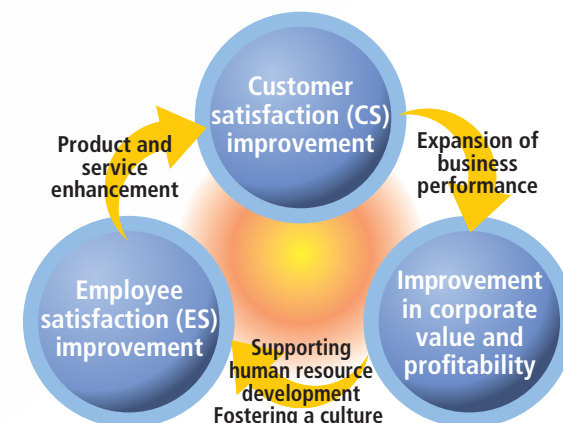 Customer
satisfaction (CS)
improvement
Product and
service
enhancement
Expansion of
business
performance
Employee
satisfaction (ES)
improvement
Improvement
in corporate
value and
profitability
Supporting
human resource
development
Fostering a culture